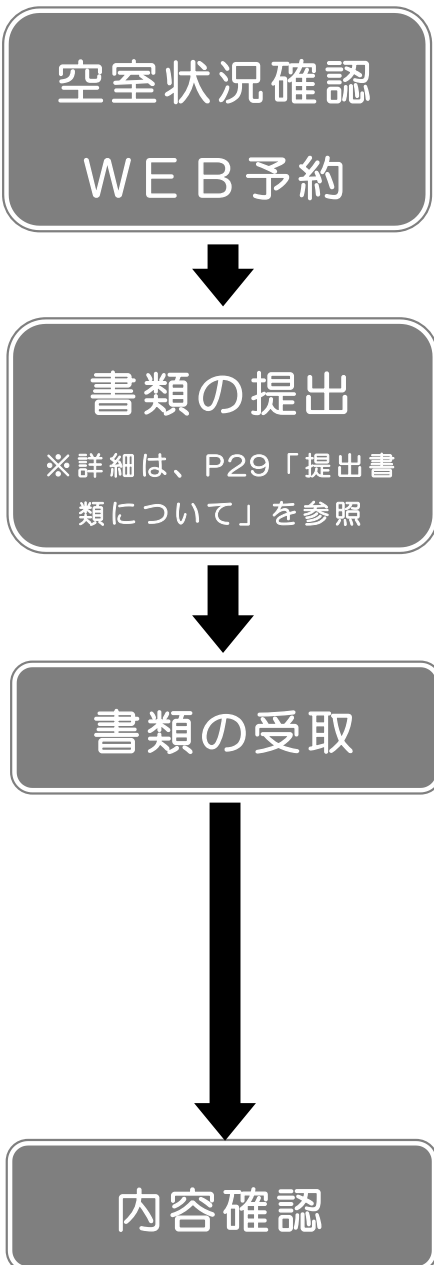 空室状況確認
ＷＥＢ予約
書類の提出
※詳細は、P29「提出書
類について」を参照
書類の受取
内容確認